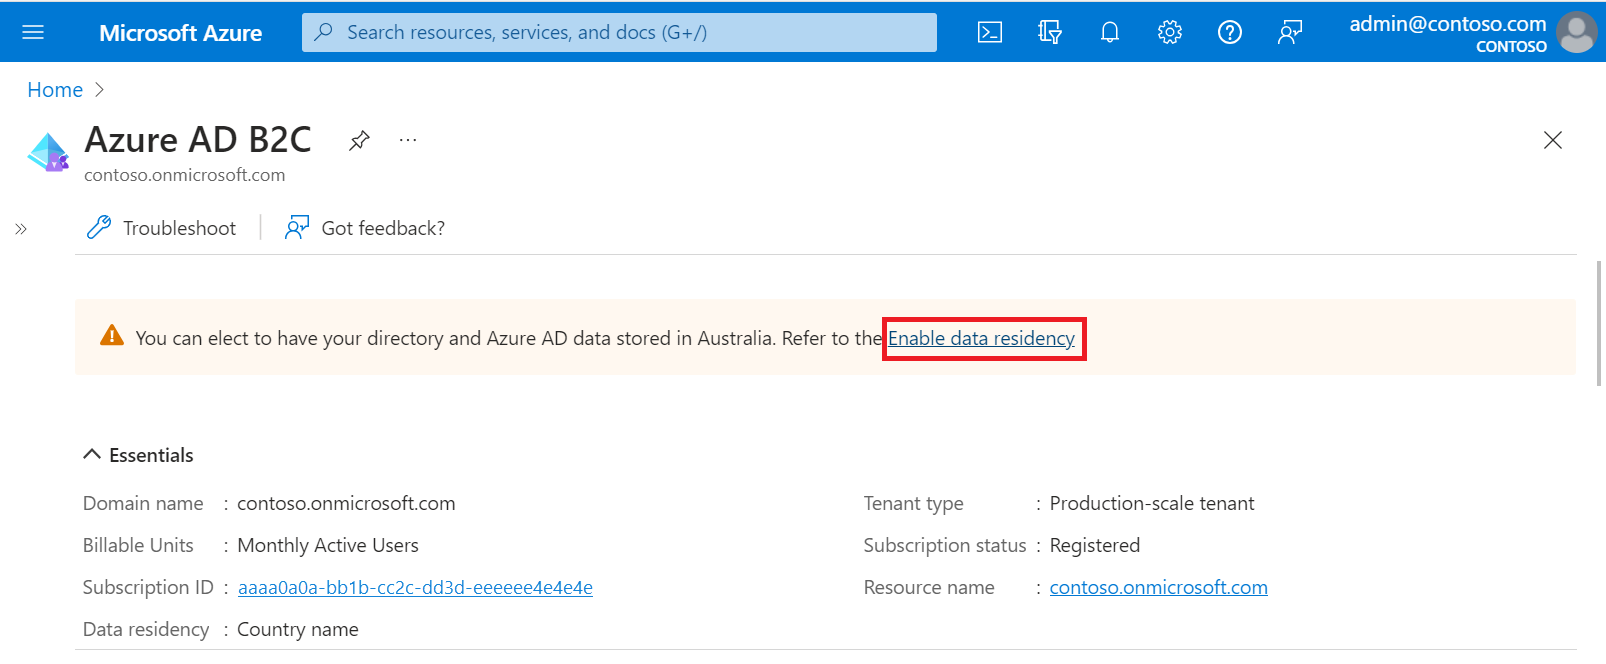 Microsoft Azure
Search resources, services, and docs (G+/)
admin@contoso.com
CONTOSO
Home
Azure AD B2C
...
contoso.onmicrosoft.com
Troubleshoot
Got feedback?
You can elect to have your directory and Azure AD data stored in Australia. Refer to the Enable data residency
Essentials
Domain name : contoso.onmicrosoft.com
Billable Units : Monthly Active Users
Subscription ID : aaaa0a0a-bb1b-cc2c-dd3d-eeeeee4e4e4e
Data residency : Country name
Tenant type : Production-scale tenant
Subscription status : Registered
Resource name : contoso.onmicrosoft.com